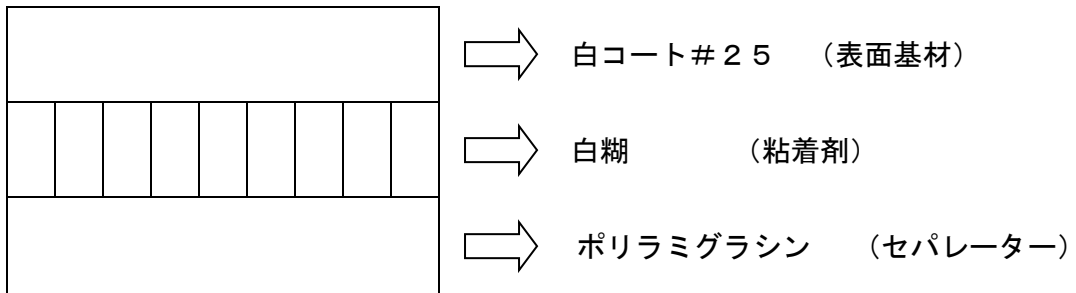 白コート＃２５　（表面基材）
白糊　　　　（粘着剤）
ポリラミグラシン　（セパレーター）